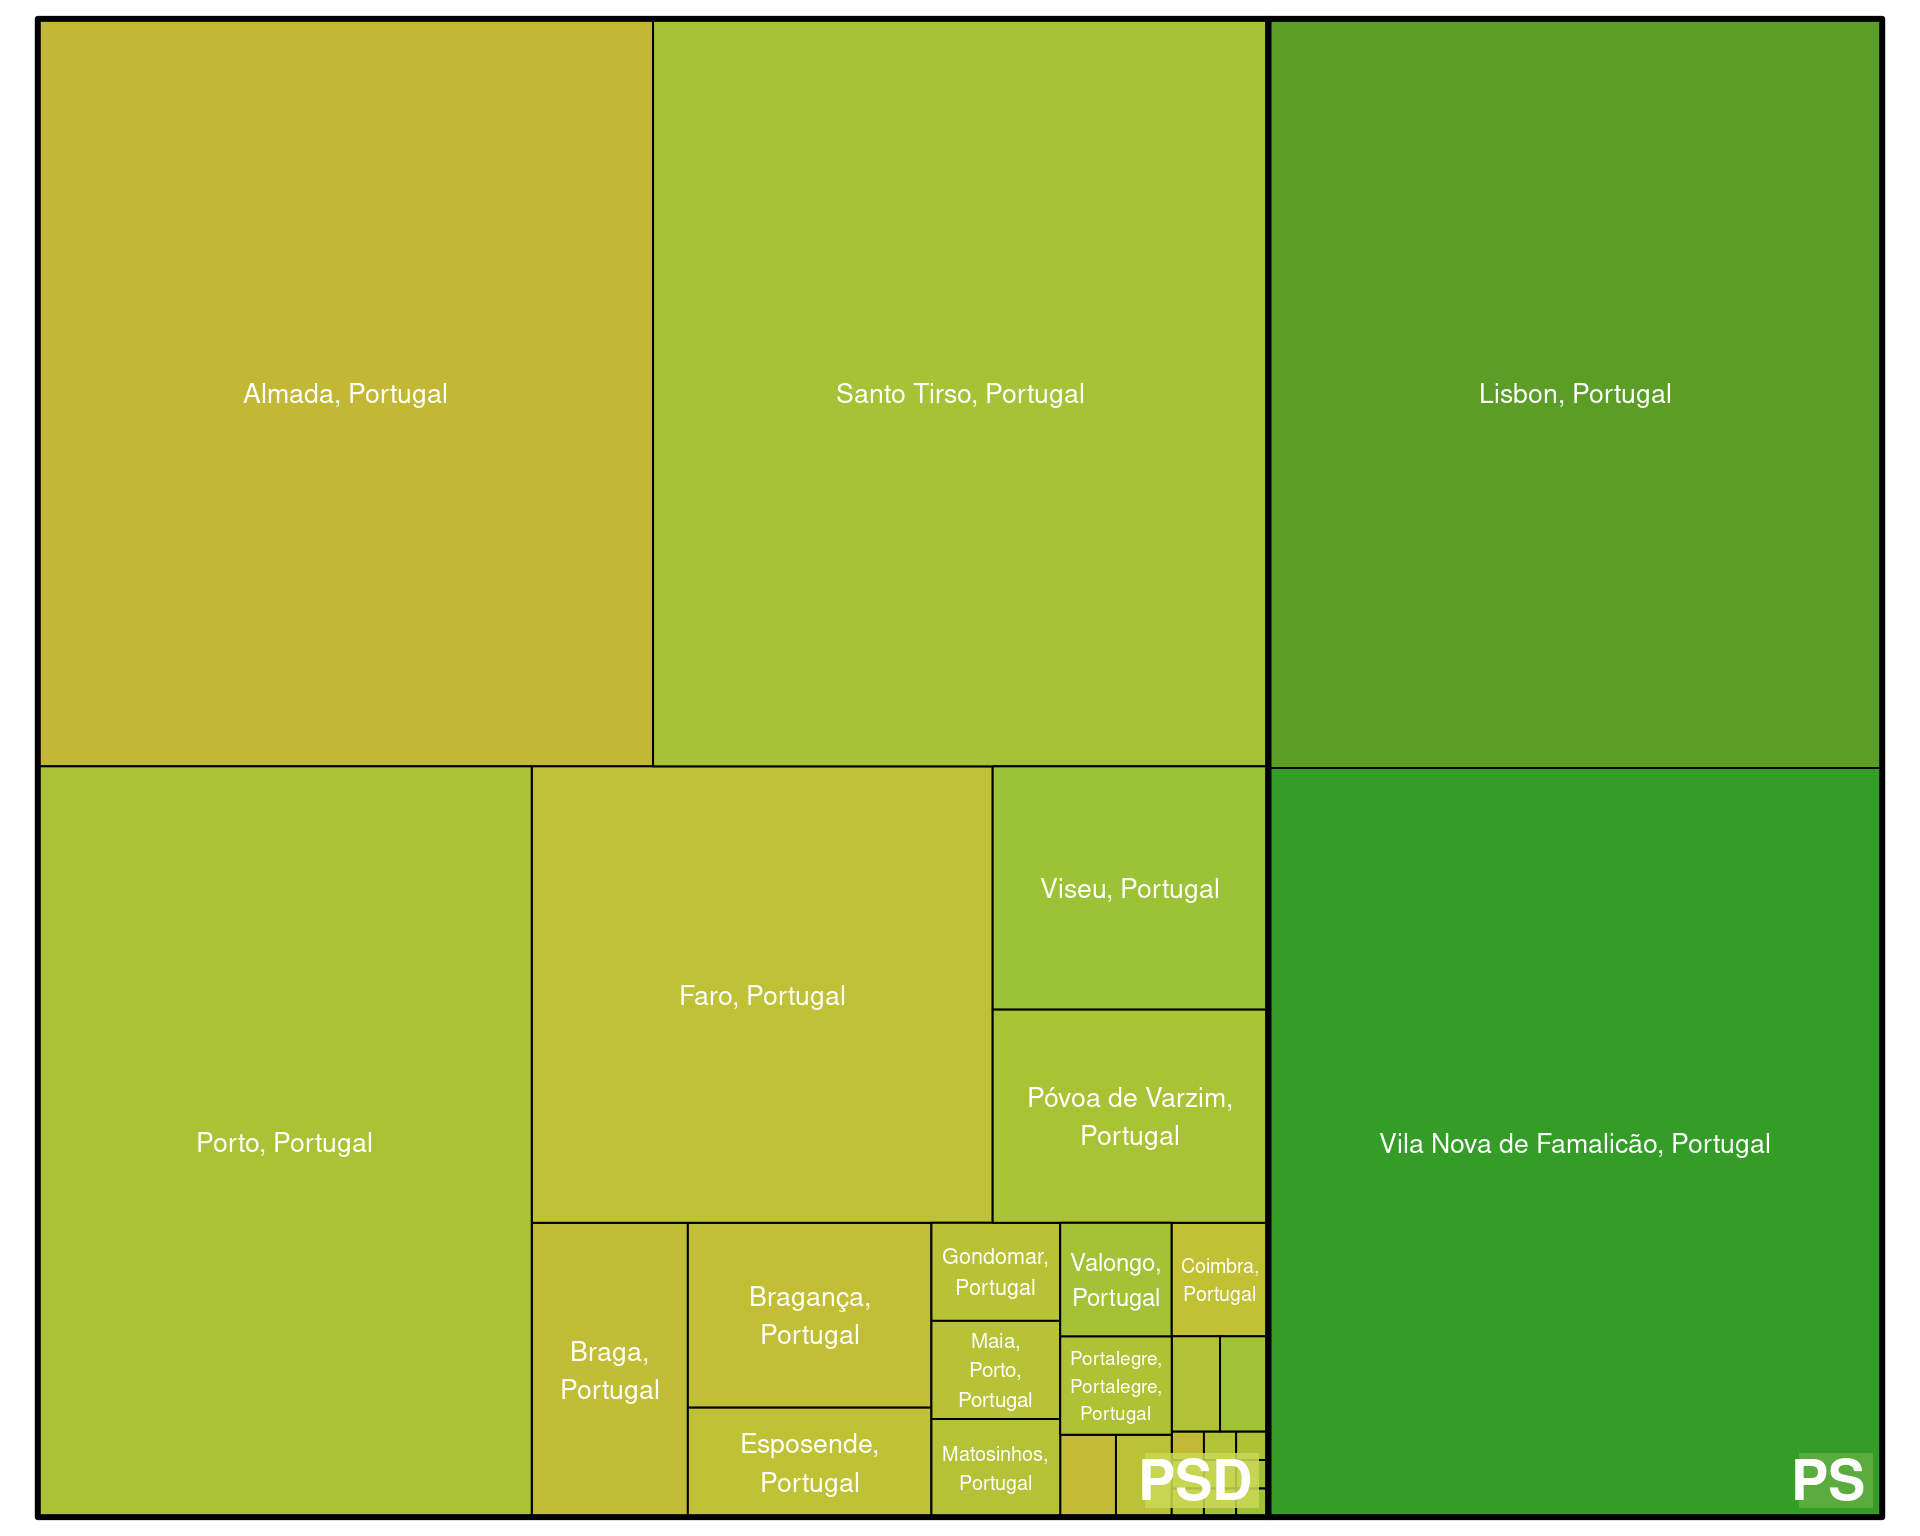 Almada, Portugal
Santo Tirso, Portugal
Lisbon, Portugal
Porto, Portugal
Faro, Portugal
Viseu, Portugal
Póvoa de Varzim,
Portugal
Vila Nova de Famalicão, Portugal
Braga,
Portugal
Bragança,
Portugal
Esposende,
Portugal
Gondomar,
Portugal
Maia,
Porto,
Portugal
Matosinhos,
Portugal
Valongo,
Portugal
Portalegre,
Portalegre,
Portugal
Coimbra,
Portugal
PSD
PS